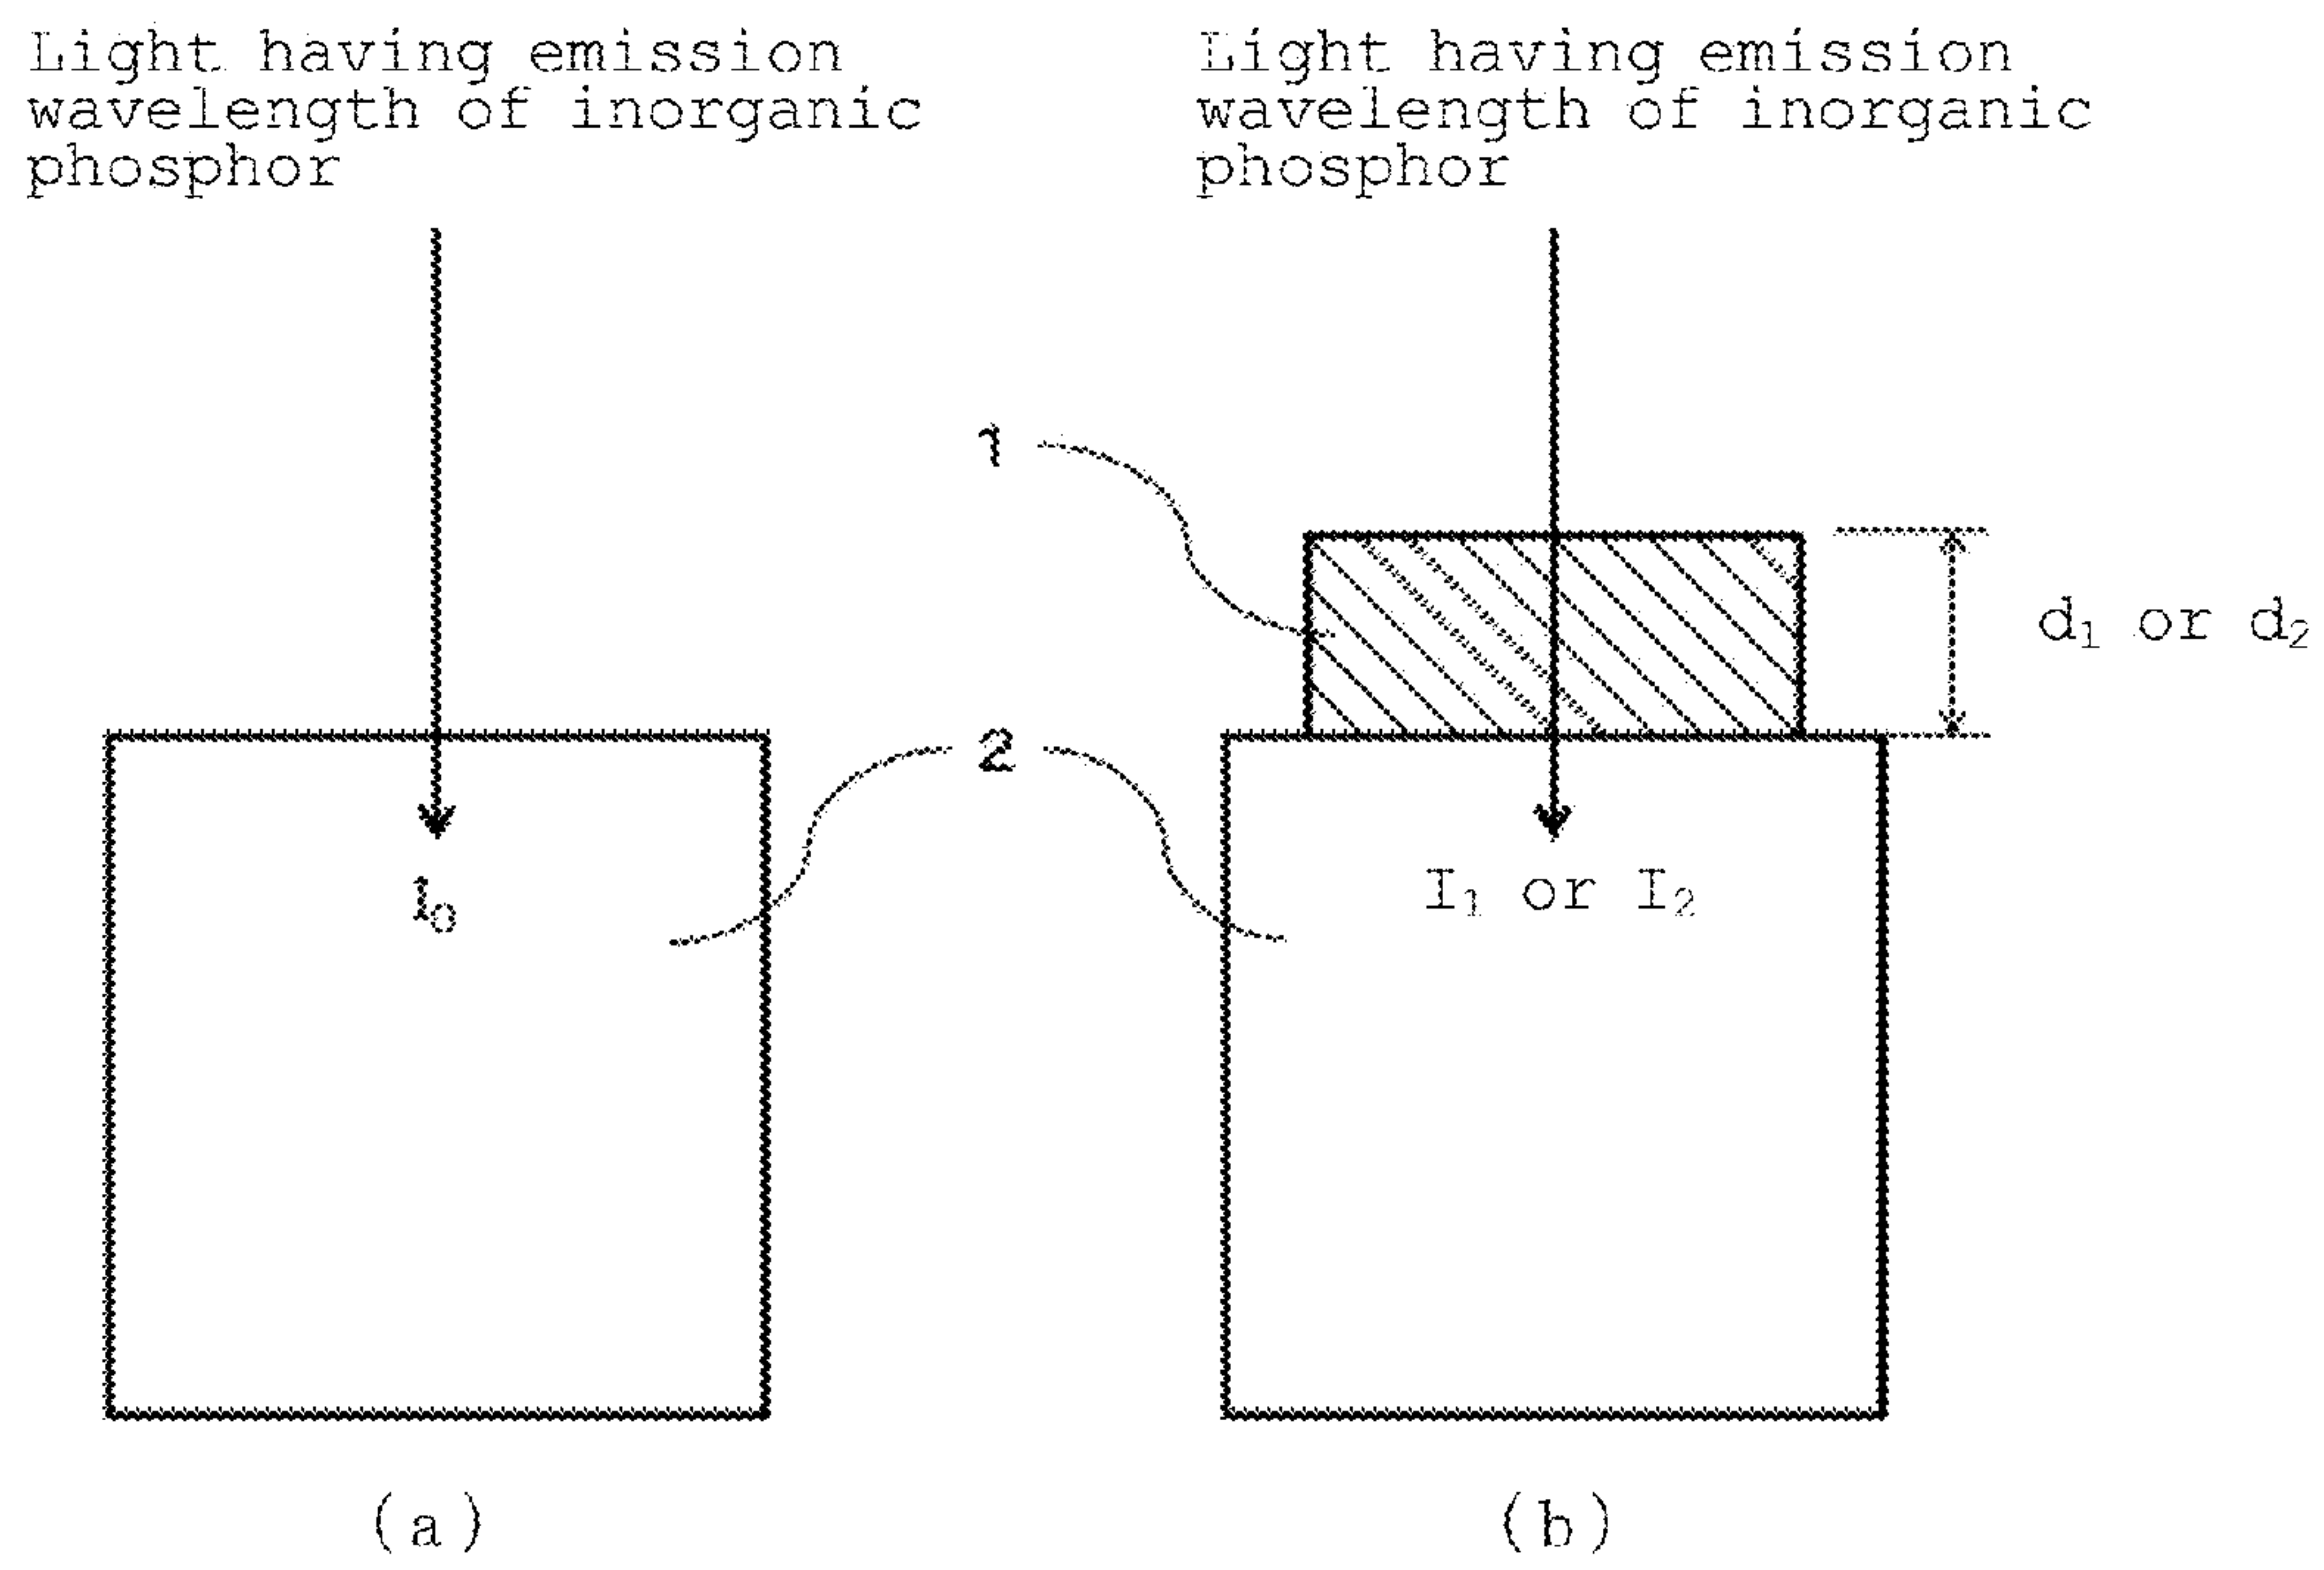 Light having emission
wavelength of inorganic
phosphor
Light having emission
wavelength of inorganic
phosphor
1
d₁ or d₂
2
I₀
I₁ or I₂
(a)
(b)